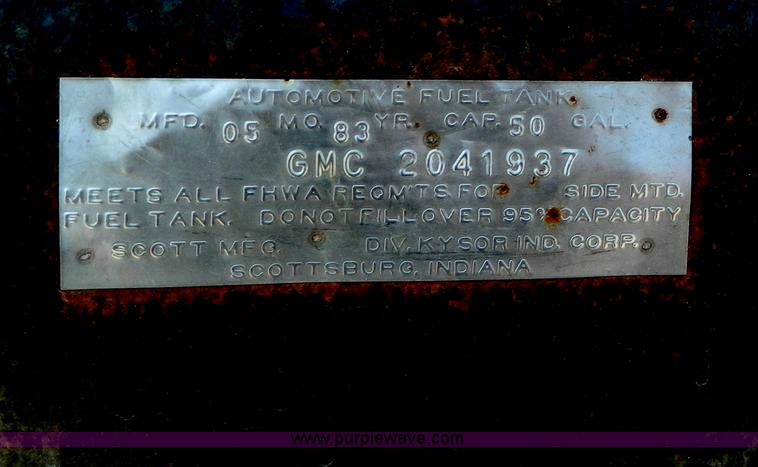 AUTOMOTIVE FUEL TANK
MFD. 05 MO. 83 YR. CAP. 50 GAL.
GMC 2041937
MEETS ALL FHWA REQM'TS. FOR SIDE MTD.
FUEL TANK. DO NOT FILL OVER 95% CAPACITY
SCOTT MFG. DIV. KYSOR IND. CORP.
SCOTTSBURG, INDIANA
www.purplewave.com